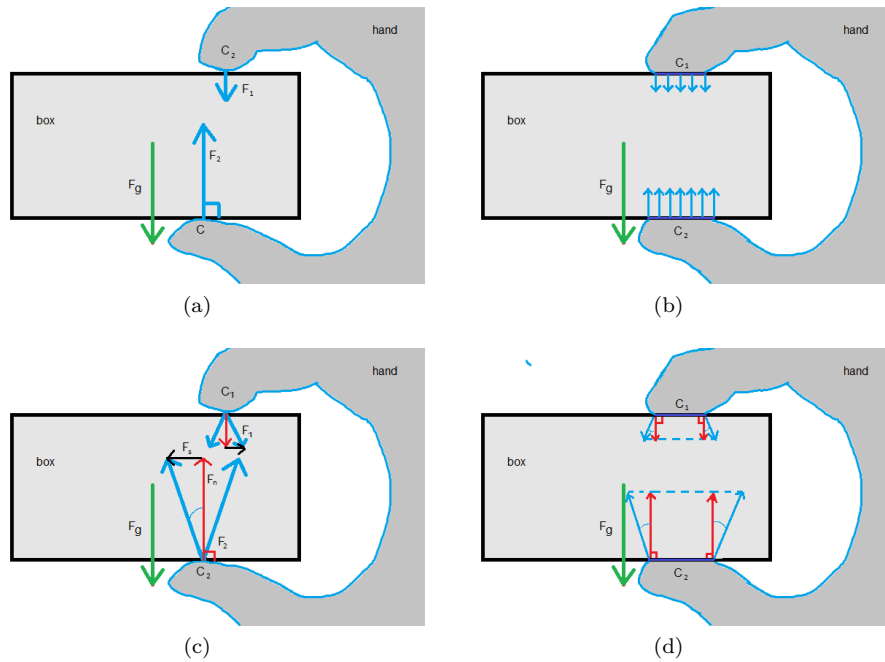 hand
C₂
F₁
box
F₂
Fg
C
(a)
hand
C₁
box
Fg
C₂
(b)
hand
C₁
F₁
Fₛ
box
Fₙ
Fg
F₂
C₂
(c)
hand
C₁
box
Fg
C₂
(d)